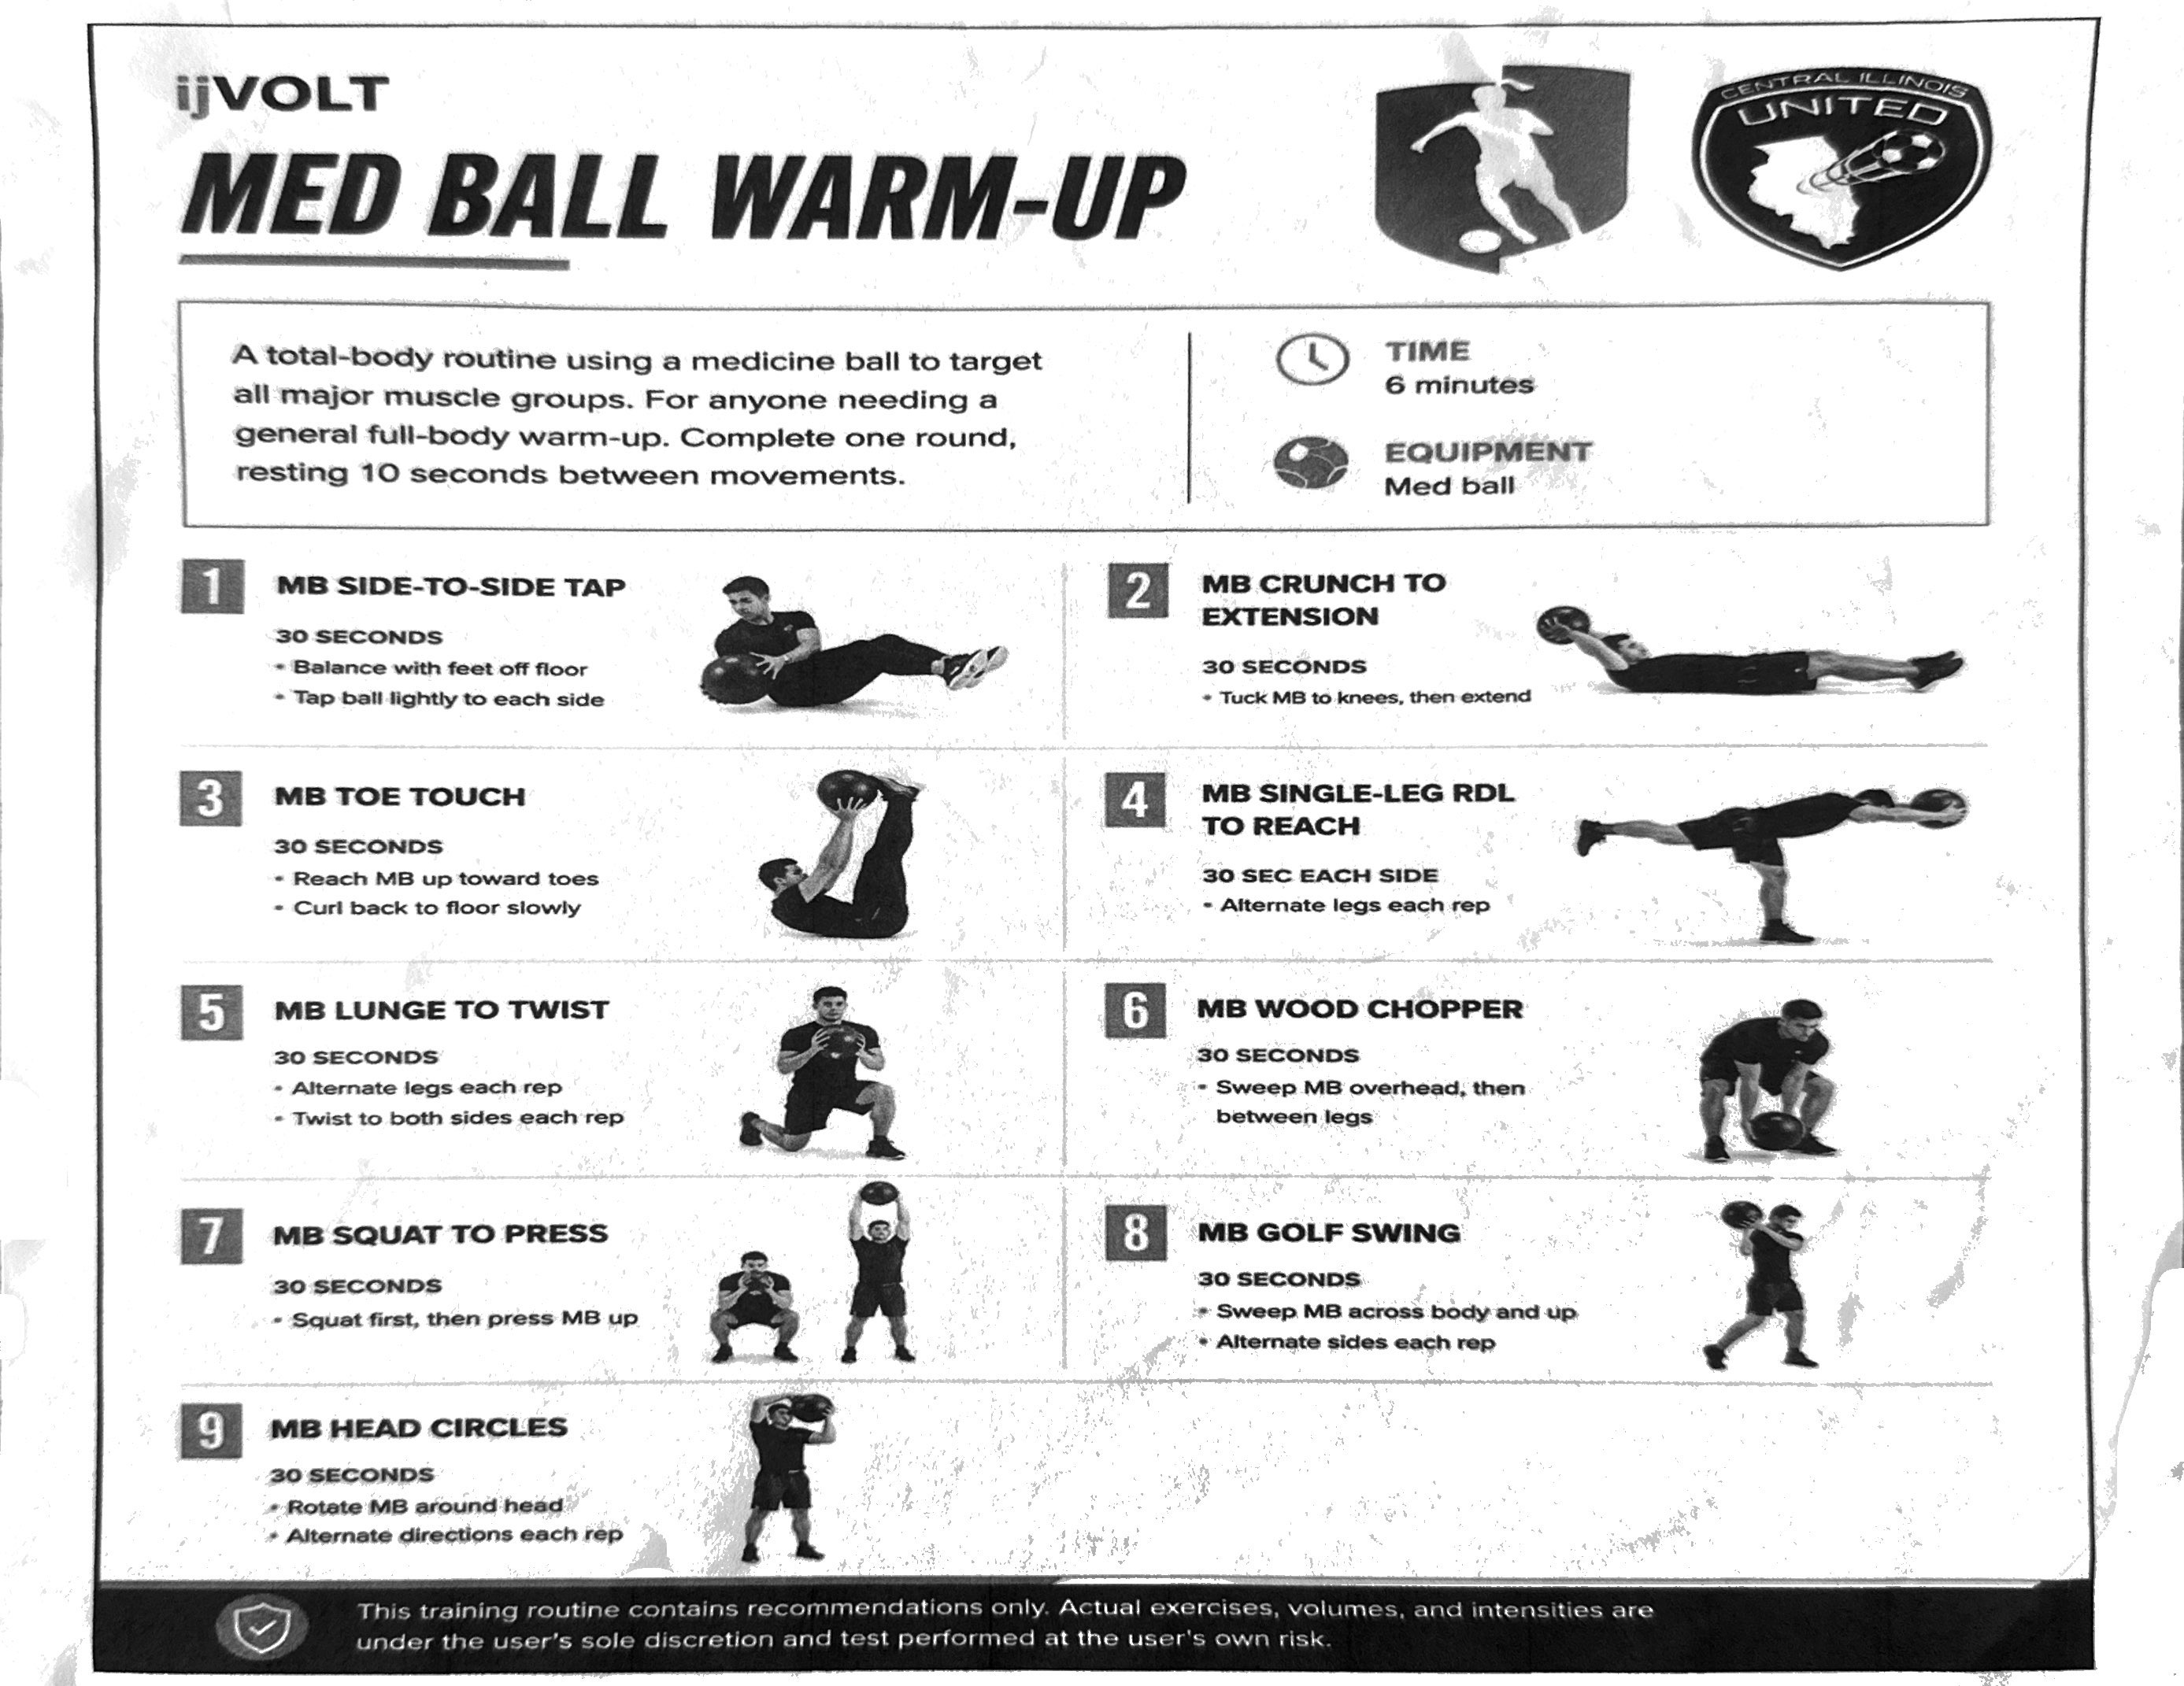 ijVOLT
MED BALL WARM-UP
CENTRAL ILLINOIS
UNITED
A total-body routine using a medicine ball to target
all major muscle groups. For anyone needing a
general full-body warm-up. Complete one round,
resting 10 seconds between movements.
TIME
6 minutes
EQUIPMENT
Med ball
1
MB SIDE-TO-SIDE TAP
30 SECONDS
• Balance with feet off floor
• Tap ball lightly to each side
2
MB CRUNCH TO
EXTENSION
30 SECONDS
• Tuck MB to knees, then extend
3
MB TOE TOUCH
30 SECONDS
• Reach MB up toward toes
• Curl back to floor slowly
4
MB SINGLE-LEG RDL
TO REACH
30 SEC EACH SIDE
• Alternate legs each rep
5
MB LUNGE TO TWIST
30 SECONDS
• Alternate legs each rep
• Twist to both sides each rep
6
MB WOOD CHOPPER
30 SECONDS
• Sweep MB overhead, then
between legs
7
MB SQUAT TO PRESS
30 SECONDS
• Squat first, then press MB up
8
MB GOLF SWING
30 SECONDS
• Sweep MB across body and up
• Alternate sides each rep
9
MB HEAD CIRCLES
30 SECONDS
• Rotate MB around head
• Alternate directions each rep
This training routine contains recommendations only. Actual exercises, volumes, and intensities are
under the user's sole discretion and test performed at the user's own risk.